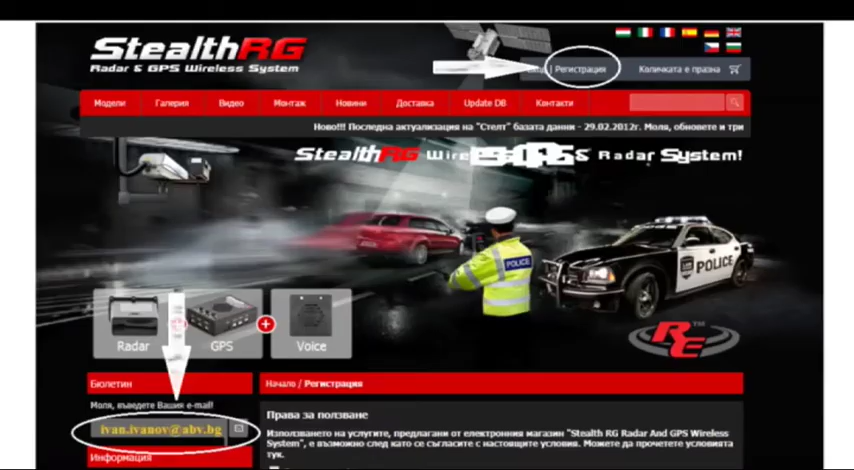 StealthRG
Radar & GPS Wireless System
Вход | Регистрация
Количката е празна
Модели Галерия Видео Монтаж Новини Доставка Update DB Контакти
Ново!!! Последна актуализация на "Стелт" базата данни - 29.02.2012г. Моля, обновете и три
StealthRG Wire & Radar System!
POLICE
POLICE
RE™
Radar GPS Voice
Бюлетин
Начало / Регистрация
Моля, въведете Вашия e-mail!
ivan.ivanov@abv.bg
Права за ползване
Използването на услугите, предлагани от електронния магазин "Stealth RG Radar And GPS Wireless
System", е възможно след като се съгласите с настоящите условия. Можете да прочетете условията
тук.
Информация